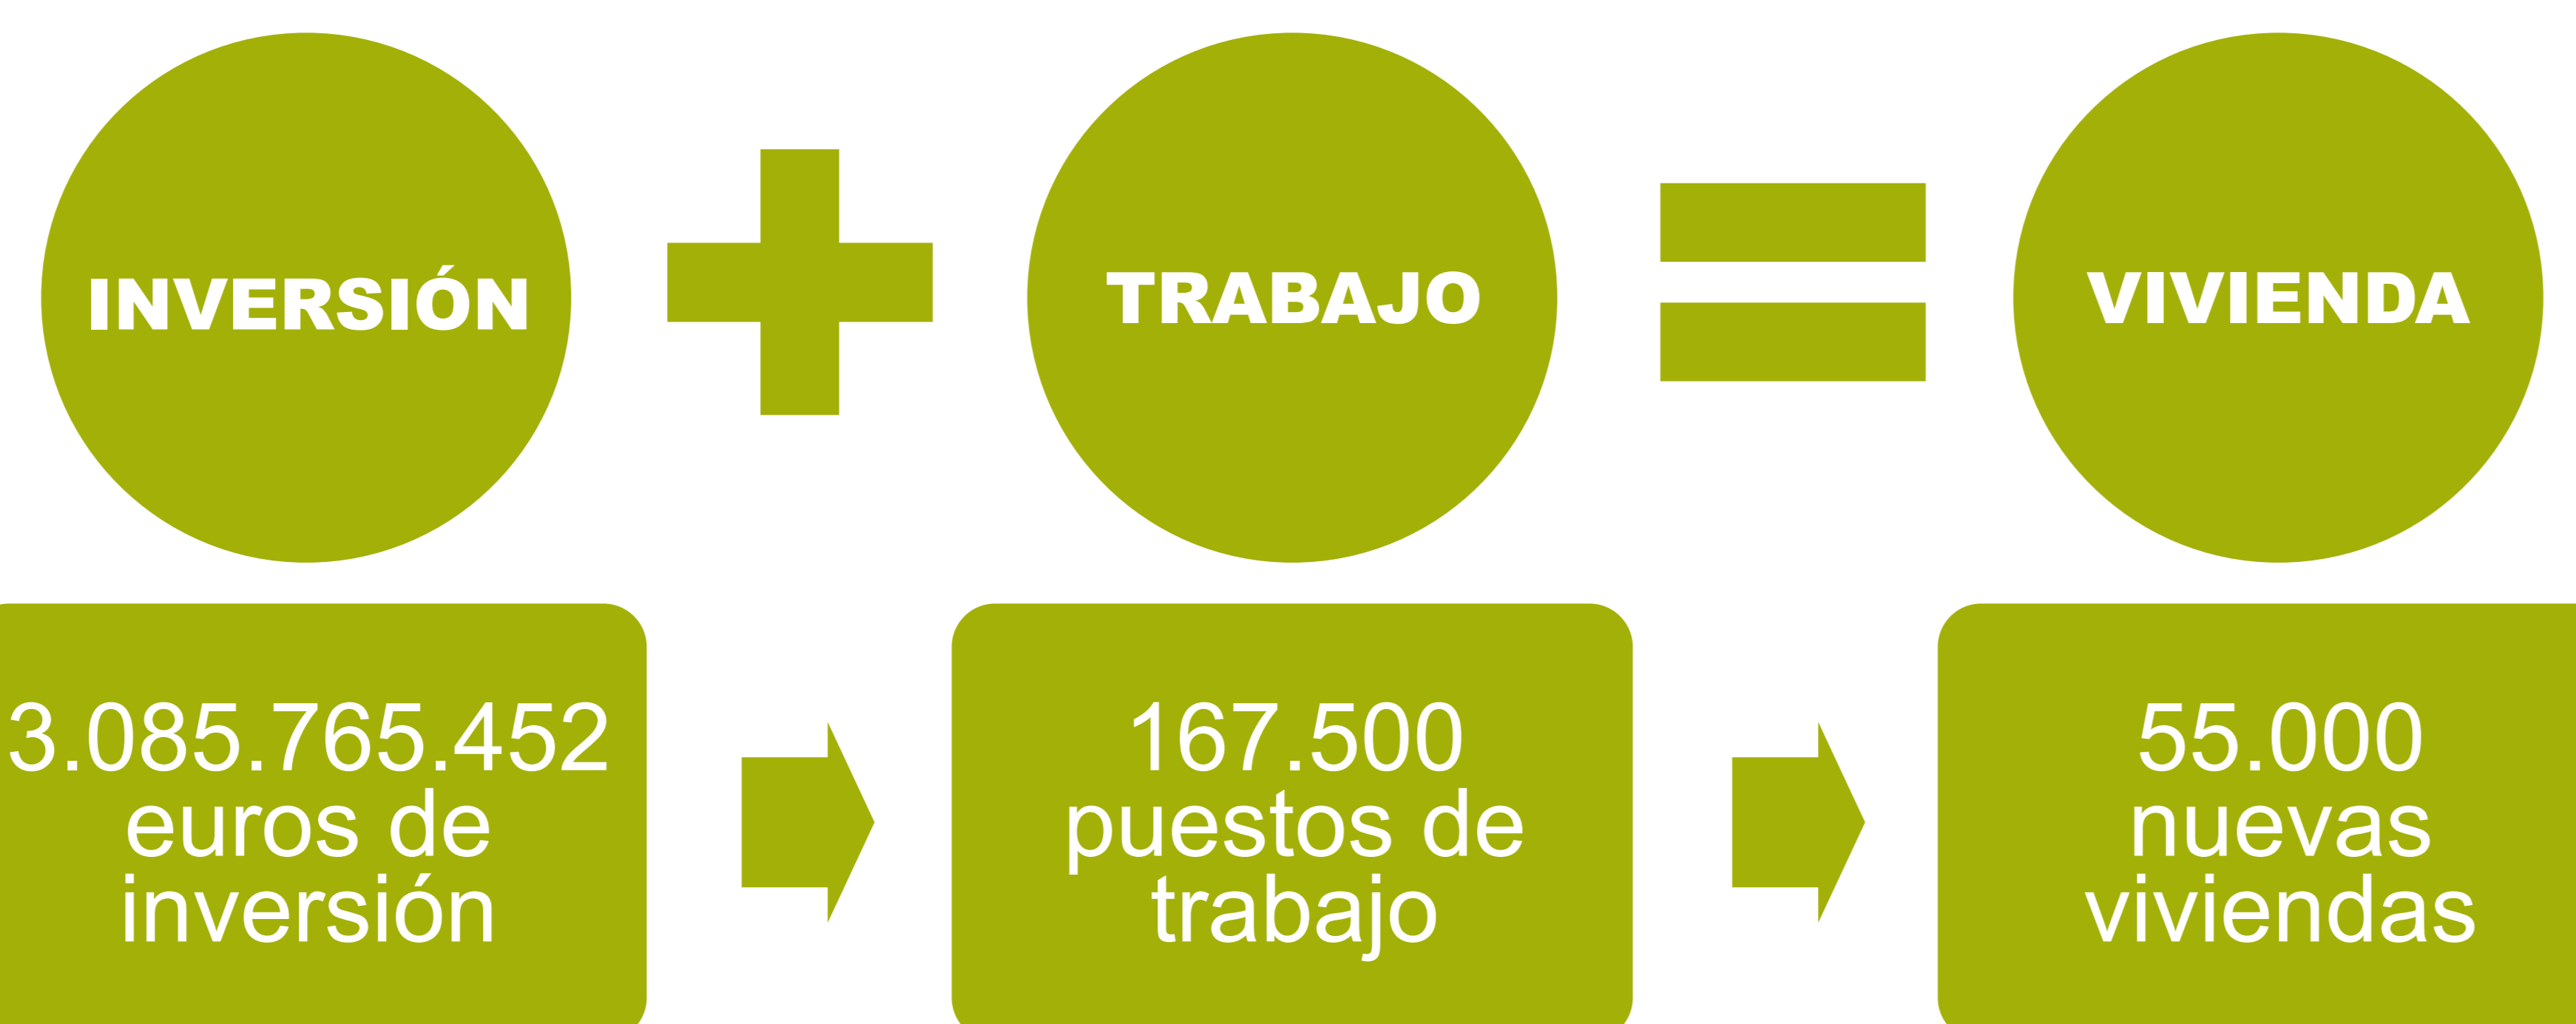 INVERSIÓN
TRABAJO
VIVIENDA
3.085.765.452
euros de
inversión
167.500
puestos de
trabajo
55.000
nuevas
viviendas